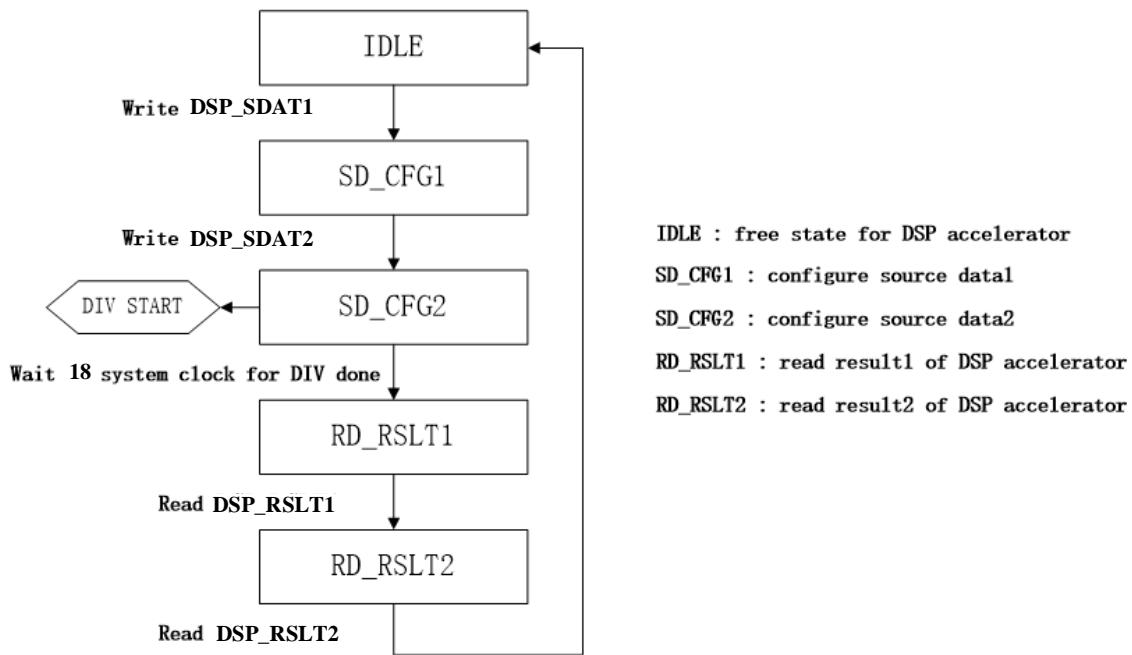 IDLE
Write DSP_SDAT1
SD_CFG1
Write DSP_SDAT2
DIV START
SD_CFG2
Wait 18 system clock for DIV done
RD_RSLT1
Read DSP_RSLT1
RD_RSLT2
Read DSP_RSLT2
IDLE : free state for DSP accelerator
SD_CFG1 : configure source data1
SD_CFG2 : configure source data2
RD_RSLT1 : read result1 of DSP accelerator
RD_RSLT2 : read result2 of DSP accelerator